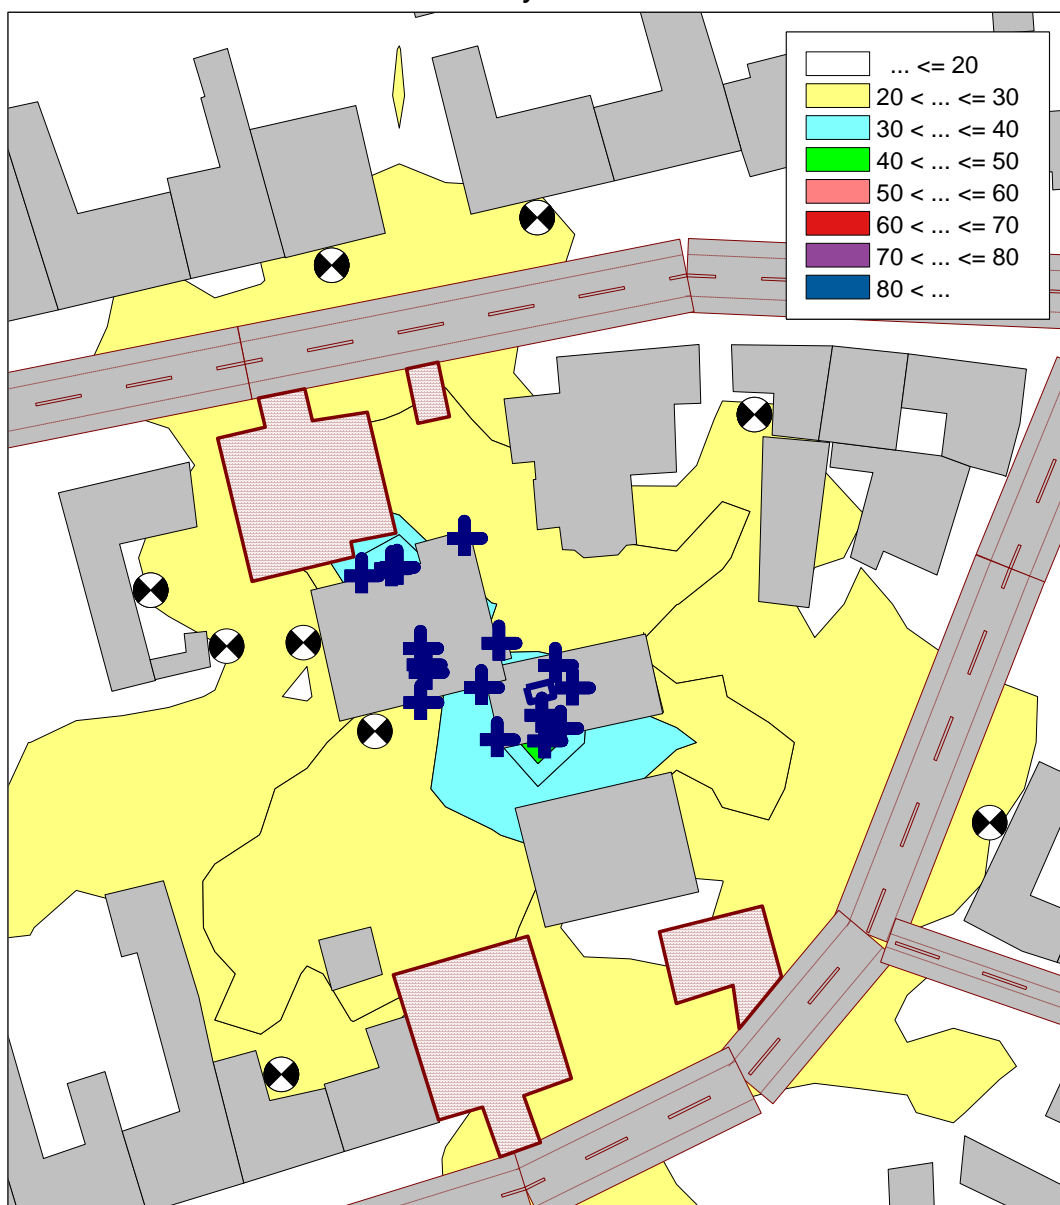 ... <= 20
20 < ... <= 30
30 < ... <= 40
40 < ... <= 50
50 < ... <= 60
60 < ... <= 70
70 < ... <= 80
80 < ...